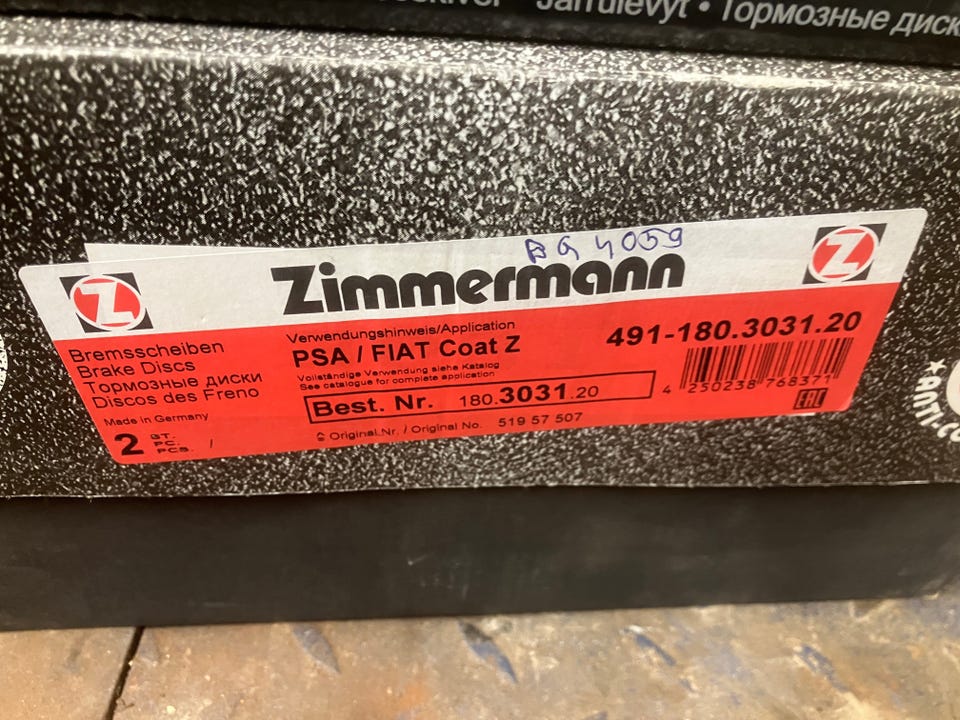 Jarrulevyt • Тормозные диск
BG 4059
Zimmermann
Z
Z
Bremsscheiben
Brake Discs
Тормозные диски
Discos des Freno
Made in Germany
2 ST. PC. PCS. /
Verwendungshinweis/Application
PSA / FIAT Coat Z
Vollständige Verwendung siehe Katalog
See catalogue for complete application
Best. Nr. 180.3031.20
Original.Nr. / Original No. 519 57 507
491-180.3031.20
4 250238 768371
EAC